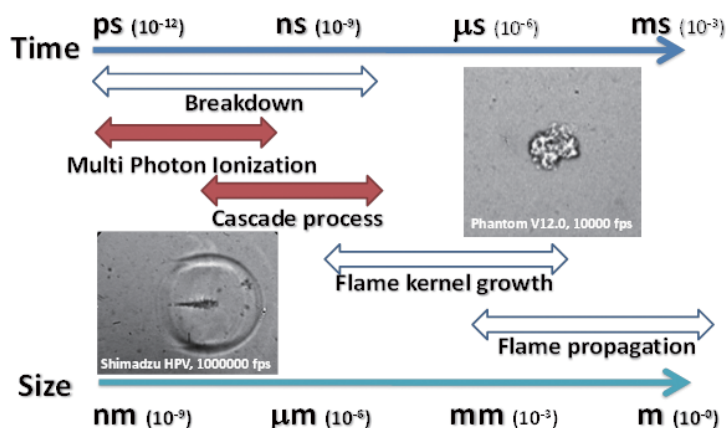 ps (10⁻¹²) ns (10⁻⁹) μs (10⁻⁶) ms (10⁻³)
Time
Breakdown
Multi Photon Ionization
Cascade process
Phantom V12.0, 10000 fps
Flame kernel growth
Shimadzu HPV, 1000000 fps
Flame propagation
Size
nm (10⁻⁹) μm (10⁻⁶) mm (10⁻³) m (10⁻⁰)